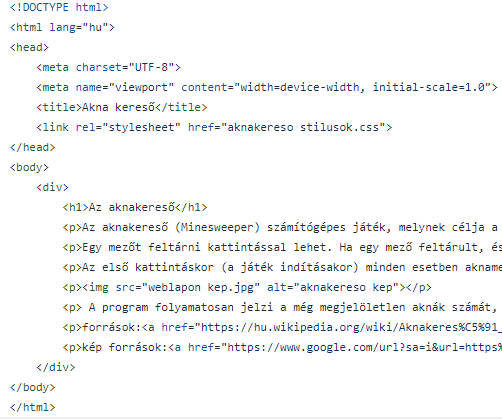 <!DOCTYPE html>
<html lang="hu">
<head>
<meta charset="UTF-8">
<meta name="viewport" content="width=device-width, initial-scale=1.0">
<title>Akna kereső</title>
<link rel="stylesheet" href="aknakereso stilusok.css">
</head>
<body>
<div>
<h1>Az aknakereső</h1>
<p>Az aknakereső (Minesweeper) számítógépes játék, melynek célja a
<p>Egy mezőt feltárni kattintással lehet. Ha egy mező feltárult, és
<p>Az első kattintáskor (a játék indításakor) minden esetben akname
<p><img src="weblapon kep.jpg" alt="aknakereso kep"></p>
<p> A program folyamatosan jelzi a még megjelöletlen aknák számát,
<p>források:<a href="https://hu.wikipedia.org/wiki/Aknakeres%C5%91_
<p>kép források:<a href="https://www.google.com/url?sa=i&url=https%
</div>
</body>
</html>